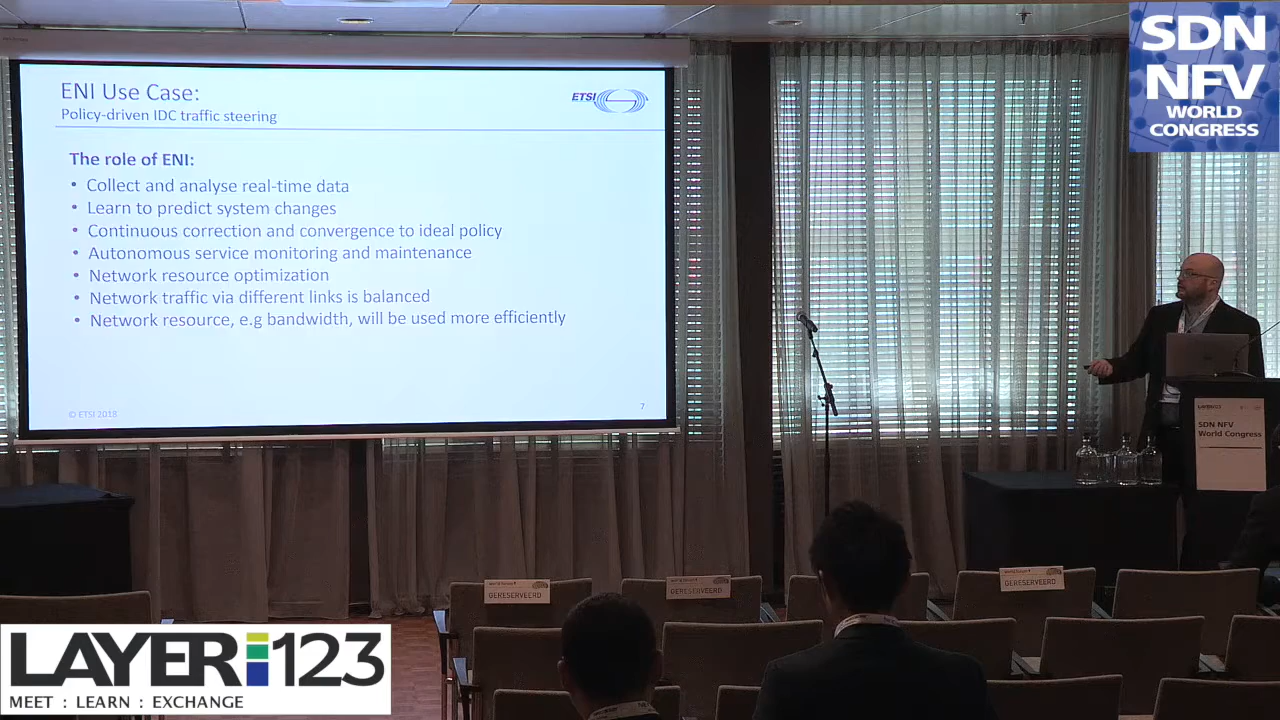 ENI Use Case:
Policy-driven IDC traffic steering
ETSI
The role of ENI:
• Collect and analyse real-time data
• Learn to predict system changes
• Continuous correction and convergence to ideal policy
• Autonomous service monitoring and maintenance
• Network resource optimization
• Network traffic via different links is balanced
• Network resource, e.g bandwidth, will be used more efficiently
© ETSI 2018
7
SDN
NFV
WORLD
CONGRESS
LAYER123
SDN NFV
World Congress
GERESERVEERD
GERESERVEERD
GERESERVEERD
LAYER123
MEET : LEARN : EXCHANGE